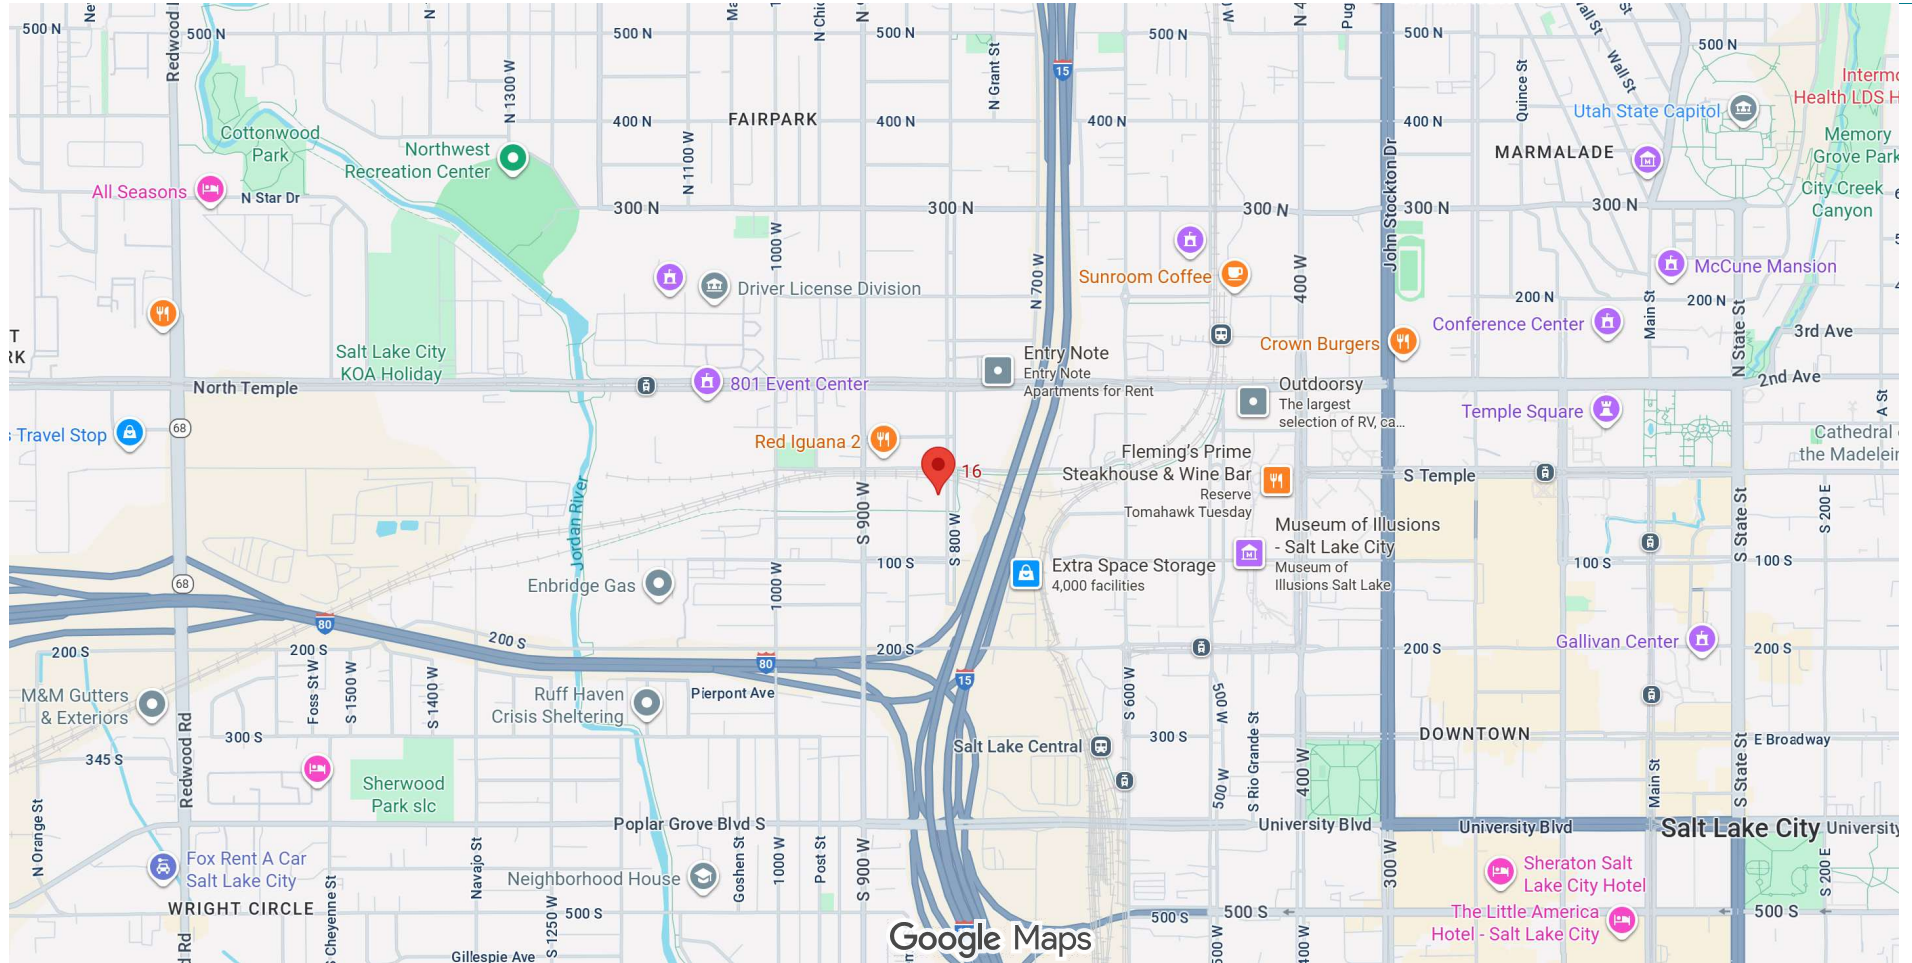 500 N
500 N
500 N
500 N
500 N
500 N
500 N
Redwood
N 1300 W
N Grant St
15
Quince St
Wall St
Utah State Capitol
Health LDS H
400 N
400 N
400 N
400 N
FAIRPARK
Cottonwood
Park
Northwest
Recreation Center
N 1100 W
MARMALADE
Memory
Grove Park
All Seasons
N Star Dr
John Stockton Dr
City Creek
Canyon
300 N
300 N
300 N
300 N
300 N
1000 W
N 700 W
400 W
Sunroom Coffee
McCune Mansion
Driver License Division
200 N
200 N
Main St
N State St
Conference Center
3rd Ave
Salt Lake City
KOA Holiday
Crown Burgers
Entry Note
Entry Note
Apartments for Rent
North Temple
801 Event Center
Outdoorsy
The largest
selection of RV, ca...
2nd Ave
A St
Temple Square
68
Travel Stop
Red Iguana 2
Cathedral
the Madelei
Fleming's Prime
Steakhouse & Wine Bar
Reserve
Tomahawk Tuesday
16
S Temple
Jordan River
S 900 W
S 800 W
S State St
S 200 E
Museum of Illusions
- Salt Lake City
Museum of
Illusions Salt Lake
100 S
100 S
100 S
Extra Space Storage
4,000 facilities
68
Enbridge Gas
1000 W
80
200 S
200 S
200 S
80
200 S
200 S
200 S
Gallivan Center
15
M&M Gutters
& Exteriors
Foss St W
S 1500 W
S 1400 W
Ruff Haven
Crisis Sheltering
Pierpont Ave
S 600 W
500 W
S Rio Grande St
300 S
345 S
Redwood Rd
Salt Lake Central
300 S
DOWNTOWN
E Broadway
400 W
500 W
Main St
S State St
Sherwood
Park slc
N Orange St
Poplar Grove Blvd S
University Blvd
University Blvd
Salt Lake City
University
Fox Rent A Car
Salt Lake City
Navajo St
Neighborhood House
Goshen St
1000 W
Post St
S 900 W
300 W
Sheraton Salt
Lake City Hotel
S 200 E
WRIGHT CIRCLE
S Cheyenne St
S 1250 W
500 S
500 S
500 S
500 S
The Little America
Hotel - Salt Lake City
Gillespie Ave
Google Maps
500 W
400 W